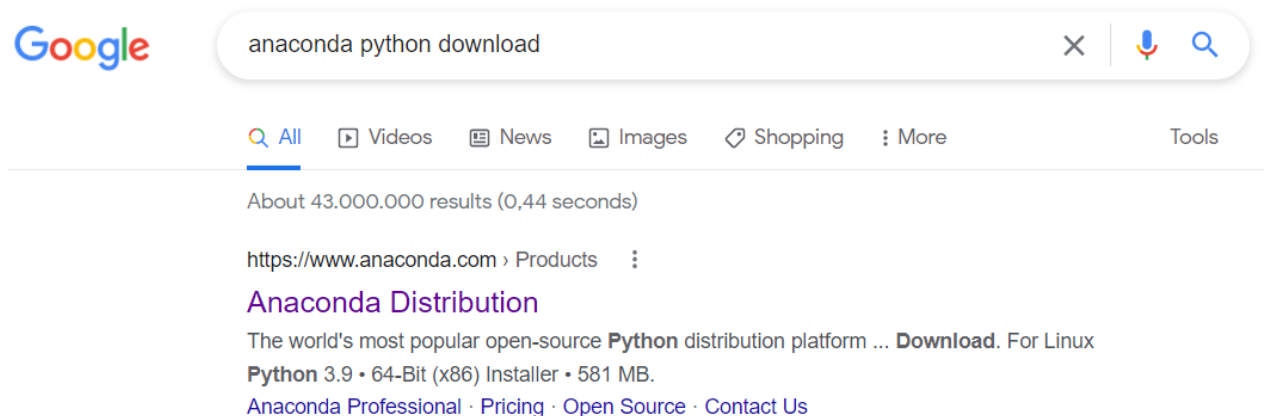 Google anaconda python download
All Videos News Images Shopping More Tools
About 43.000.000 results (0,44 seconds)
https://www.anaconda.com › Products
Anaconda Distribution
The world's most popular open-source Python distribution platform ... Download. For Linux
Python 3.9 • 64-Bit (x86) Installer • 581 MB.
Anaconda Professional · Pricing · Open Source · Contact Us